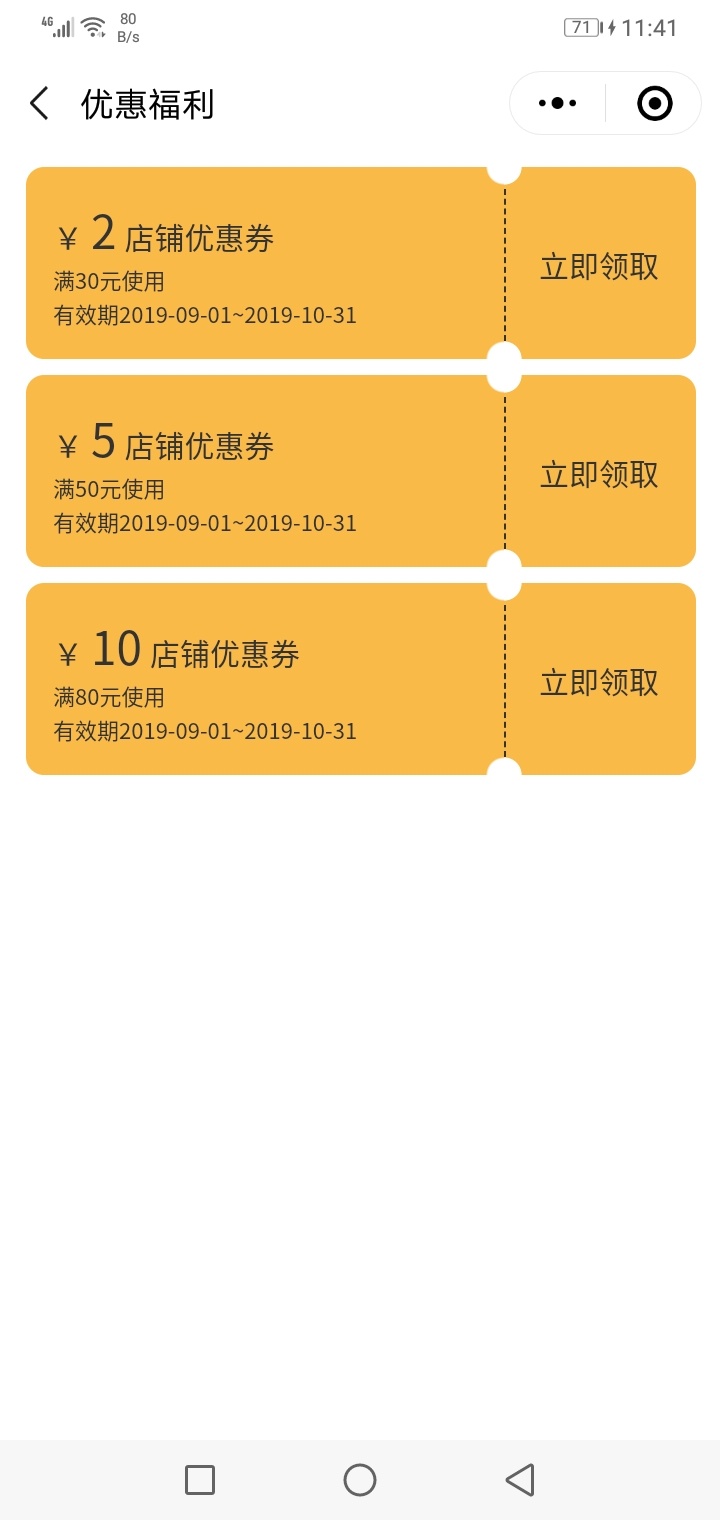 4G 80 B/s 71 11:41
优惠福利
¥ 2 店铺优惠券
满30元使用
有效期2019-09-01~2019-10-31
立即领取
¥ 5 店铺优惠券
满50元使用
有效期2019-09-01~2019-10-31
立即领取
¥ 10 店铺优惠券
满80元使用
有效期2019-09-01~2019-10-31
立即领取